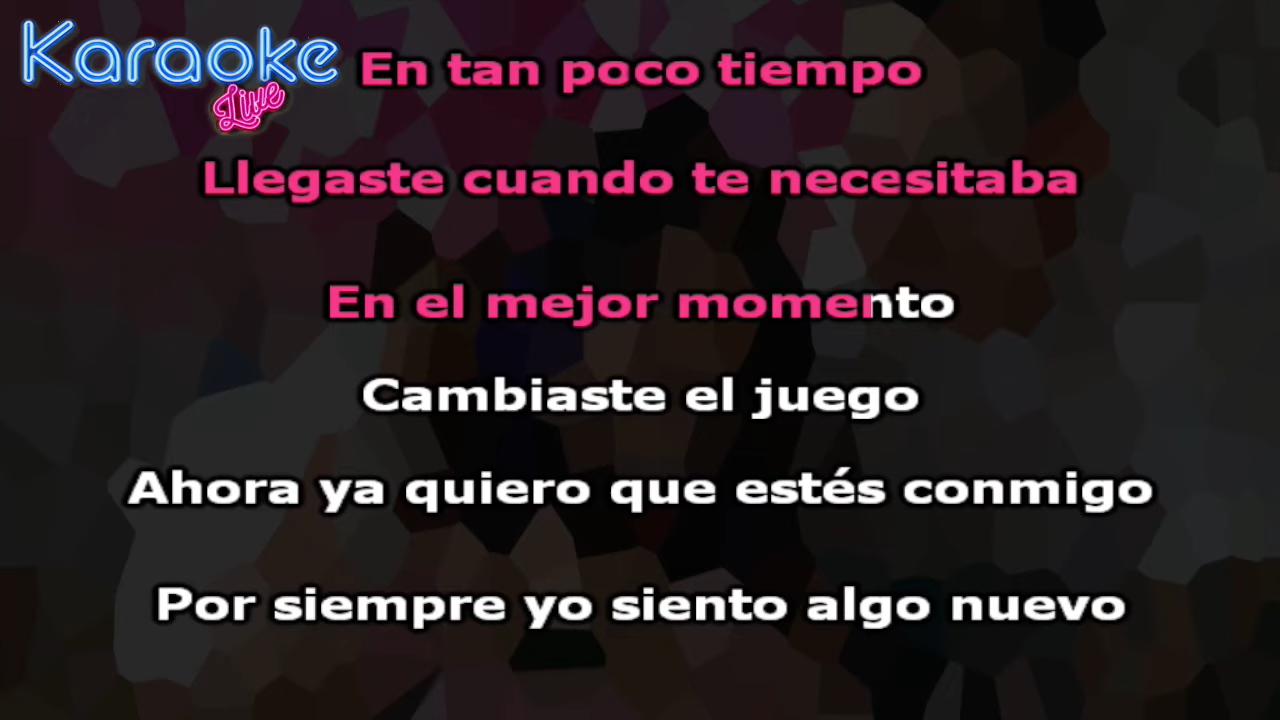 Karaoke
Live
En tan poco tiempo
Llegaste cuando te necesitaba
En el mejor momento
Cambiaste el juego
Ahora ya quiero que estés conmigo
Por siempre yo siento algo nuevo